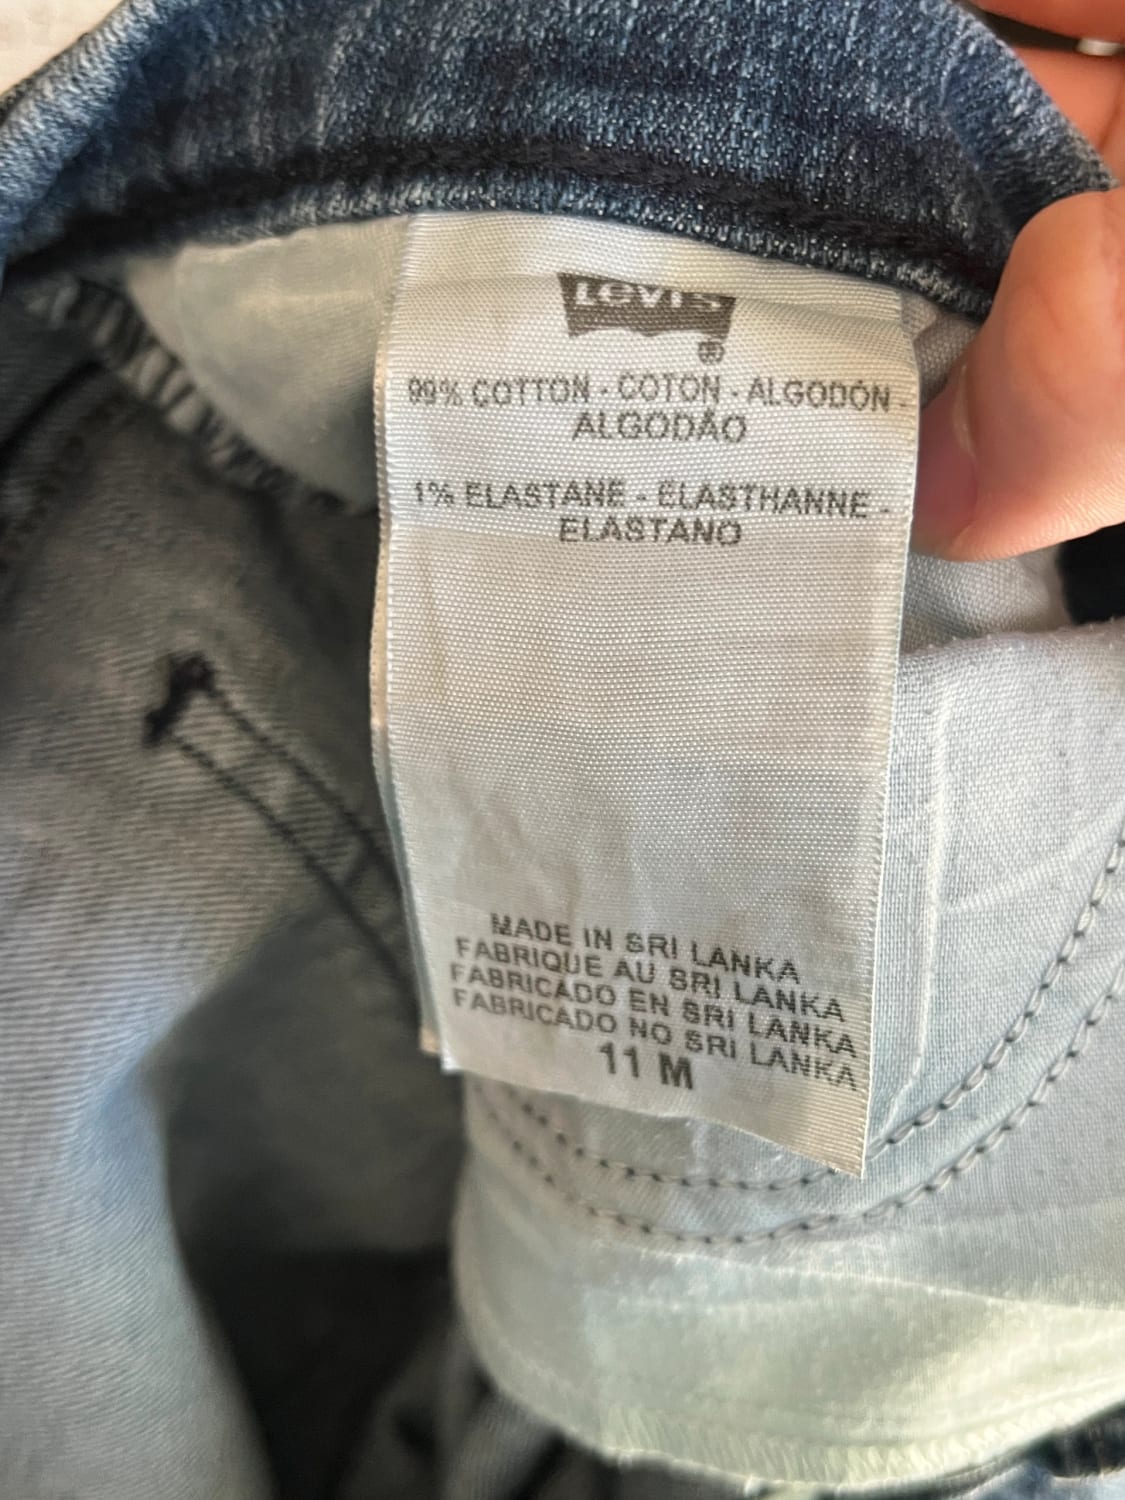 LEVI'S
®
99% COTTON - COTON - ALGODÓN -
ALGODÃO
1% ELASTANE - ELASTHANNE -
ELASTANO
MADE IN SRI LANKA
FABRIQUE AU SRI LANKA
FABRICADO EN SRI LANKA
FABRICADO NO SRI LANKA
11 M